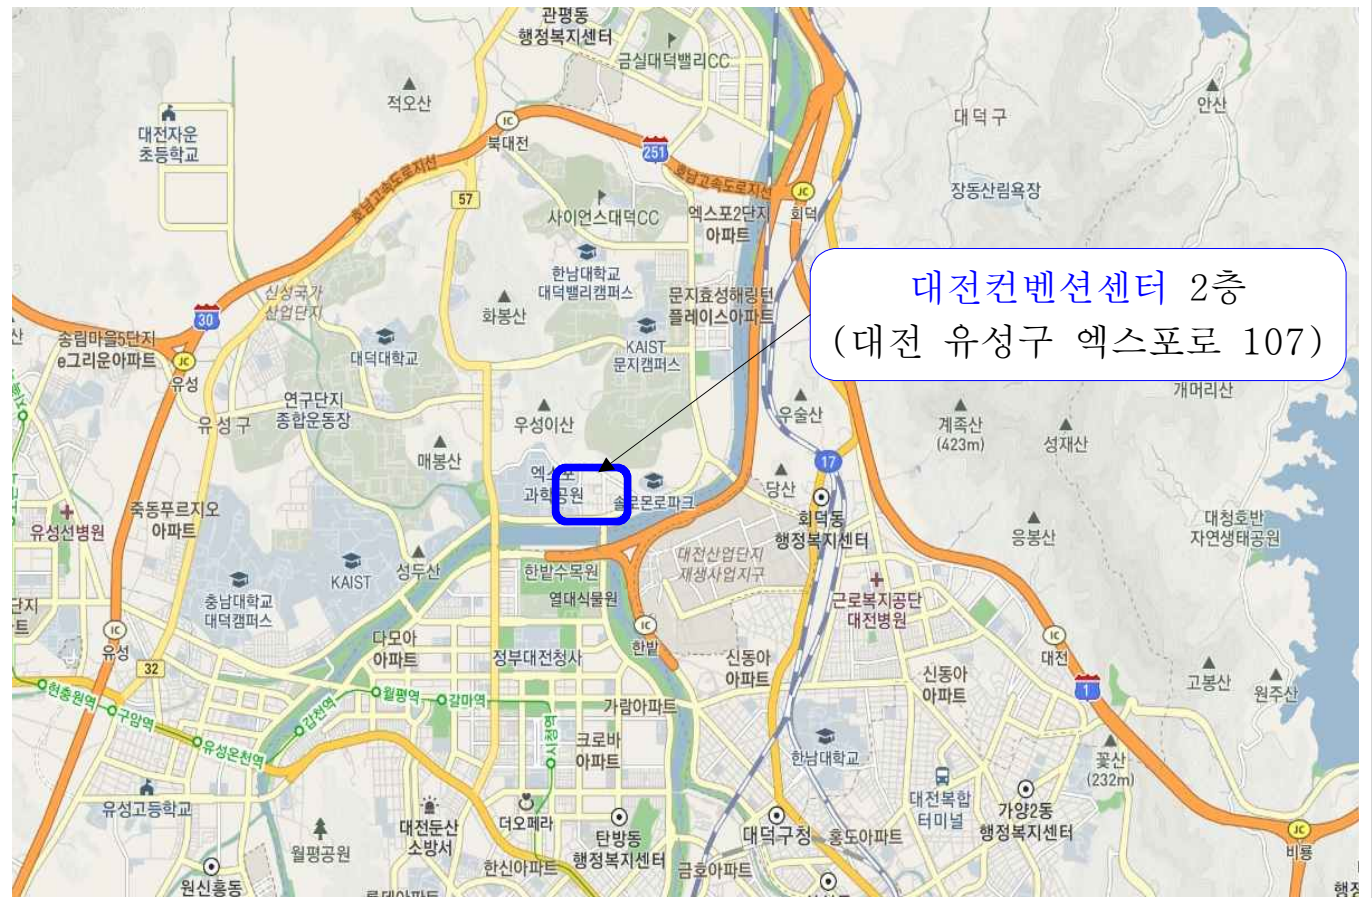 관평동
행정복지센터
금실대덕밸리CC
적오산
안산
대덕구
대전자운
초등학교
IC
북대전
251
호남고속도로지선
호남고속도로지선
57
JC
회덕
장동산림욕장
사이언스대덕CC
엑스포2단지
아파트
한남대학교
대덕밸리캠퍼스
대전컨벤션센터 2층
(대전 유성구 엑스포로 107)
신성국가
산업단지
화봉산
문지효성해링턴
플레이스아파트
30
산
송림마을5단지
e그리운아파트
JC
유성
대덕대학교
KAIST
문지캠퍼스
개머리산
연구단지
종합운동장
유성구
우성이산
우술산
계족산
(423m)
성재산
매봉산
17
엑스포
과학공원
솔로몬로파크
당산
죽동푸르지오
아파트
유성선병원
회덕동
행정복지센터
응봉산
대청호반
자연생태공원
KAIST
성두산
한밭수목원
대전산업단지
재생사업지구
충남대학교
대덕캠퍼스
열대식물원
근로복지공단
대전병원
단지
트
IC
유성
다모아
아파트
IC
한밭
IC
대전
32
정부대전청사
신동아
아파트
신동아
아파트
고봉산
원주산
1
현충원역
구암역
유성온천역
갑천역
월평역
갈마역
시청역
가람아파트
크로바
아파트
한남대학교
꽃산
(232m)
유성고등학교
대전둔산
소방서
더오페라
탄방동
행정복지센터
대덕구청
홍도아파트
대전복합
터미널
가양2동
행정복지센터
JC
비룡
월평공원
한신아파트
금호아파트
원신흥동
행정